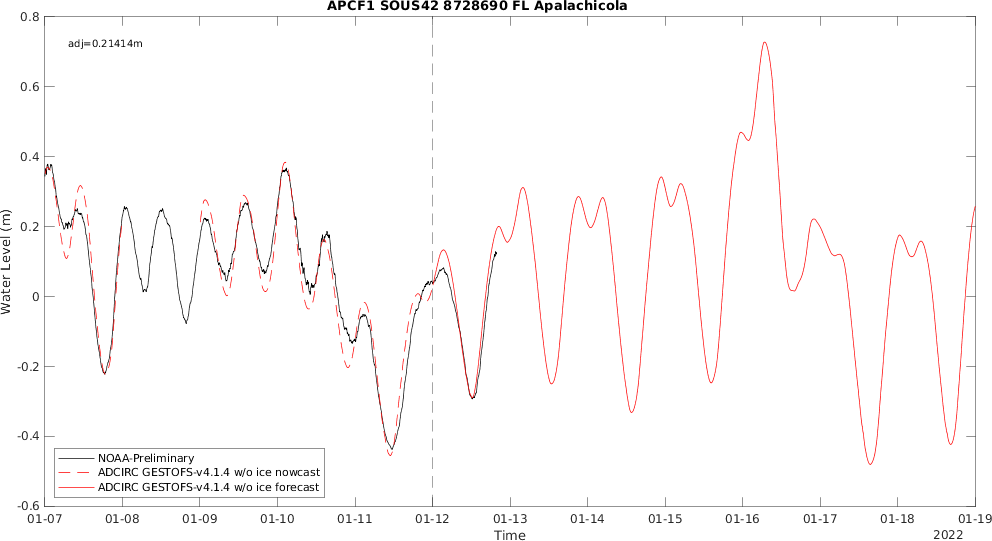 APCF1 SOUS42 8728690 FL Apalachicola
adj=0.21414m
0.8
0.6
0.4
0.2
0
-0.2
-0.4
-0.6
Water Level (m)
NOAA-Preliminary
ADCIRC GESTOFS-v4.1.4 w/o ice nowcast
ADCIRC GESTOFS-v4.1.4 w/o ice forecast
01-07 01-08 01-09 01-10 01-11 01-12 01-13 01-14 01-15 01-16 01-17 01-18 01-19
Time
2022